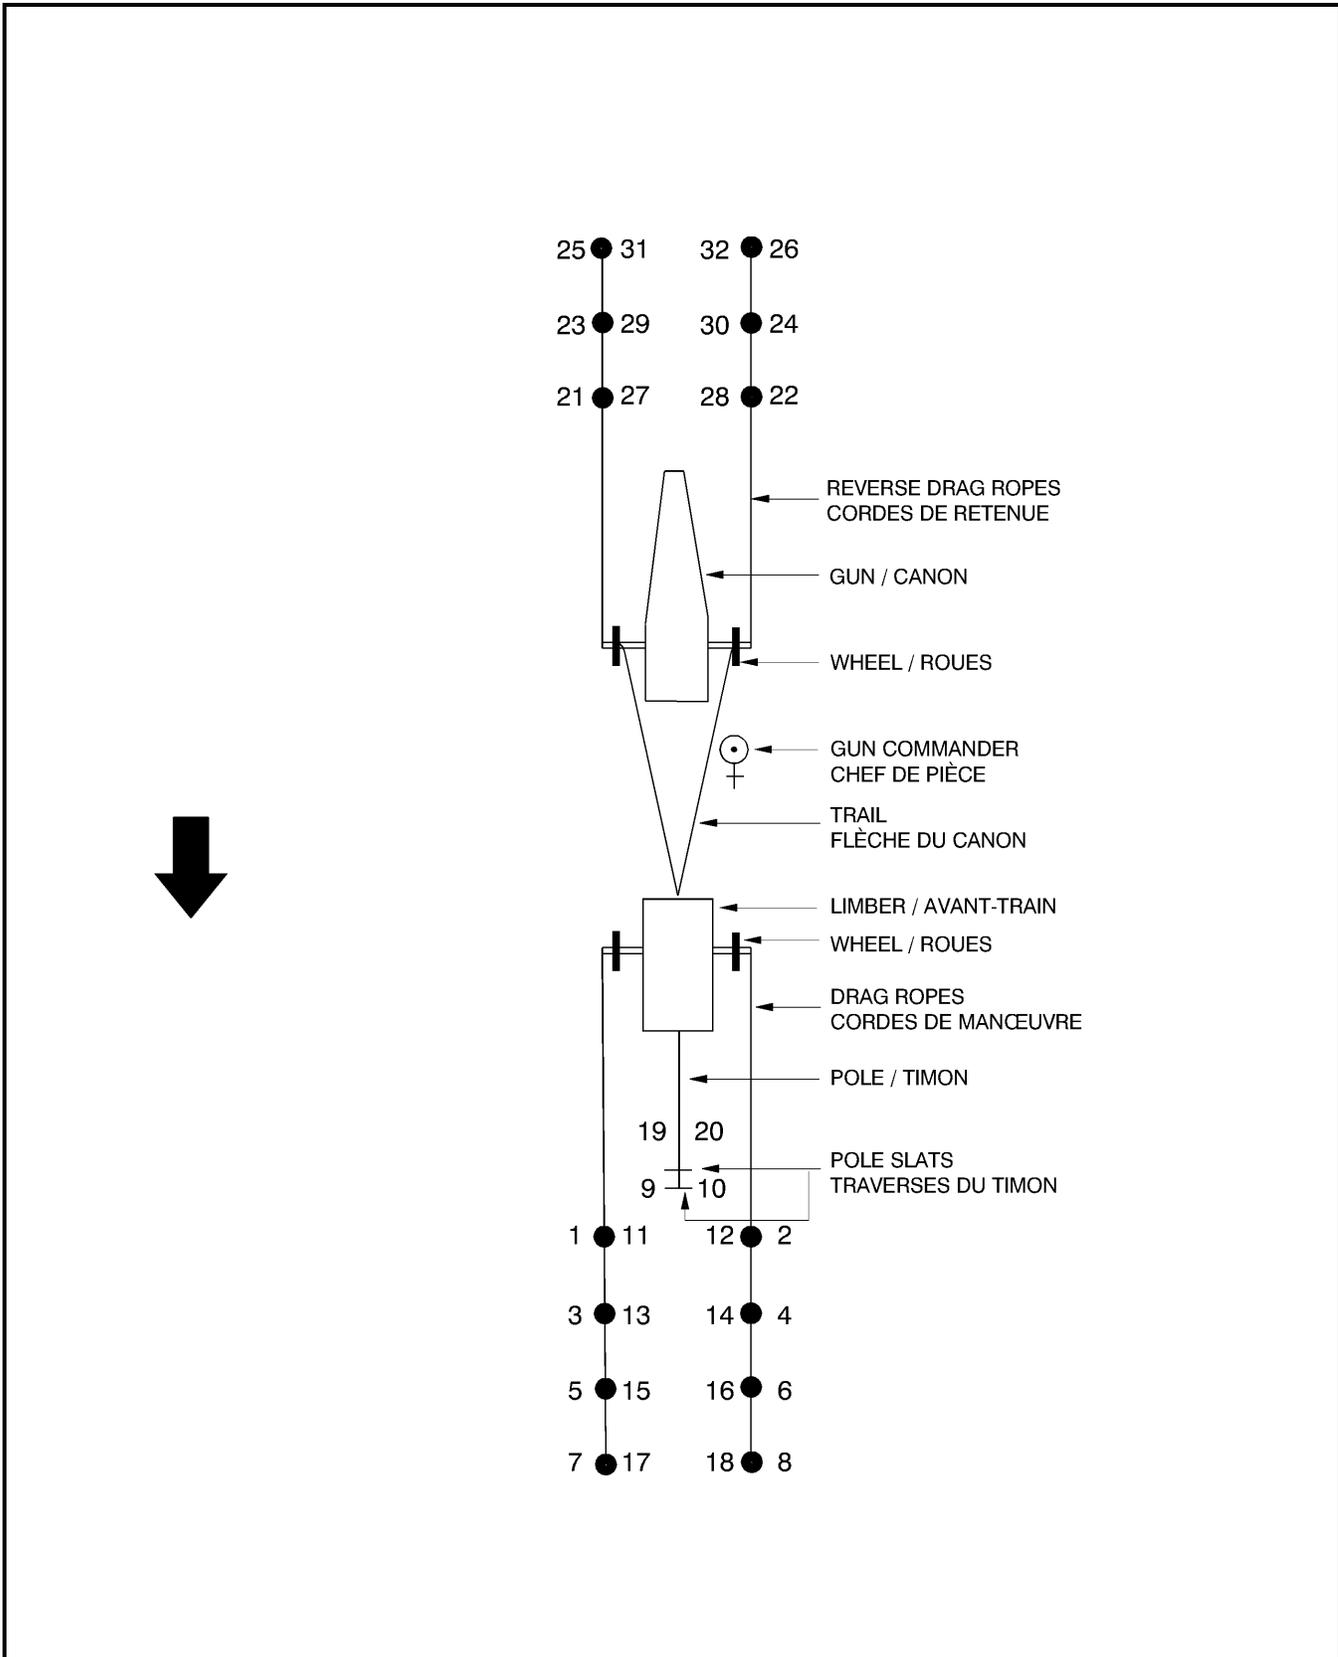 25 31 32 26
23 29 30 24
21 27 28 22
REVERSE DRAG ROPES
CORDES DE RETENUE
GUN / CANON
WHEEL / ROUES
GUN COMMANDER
CHEF DE PIÈCE
TRAIL
FLÈCHE DU CANON
LIMBER / AVANT-TRAIN
WHEEL / ROUES
DRAG ROPES
CORDES DE MANŒUVRE
POLE / TIMON
19 20
POLE SLATS
TRAVERSES DU TIMON
9 10
1 11 12 2
3 13 14 4
5 15 16 6
7 17 18 8